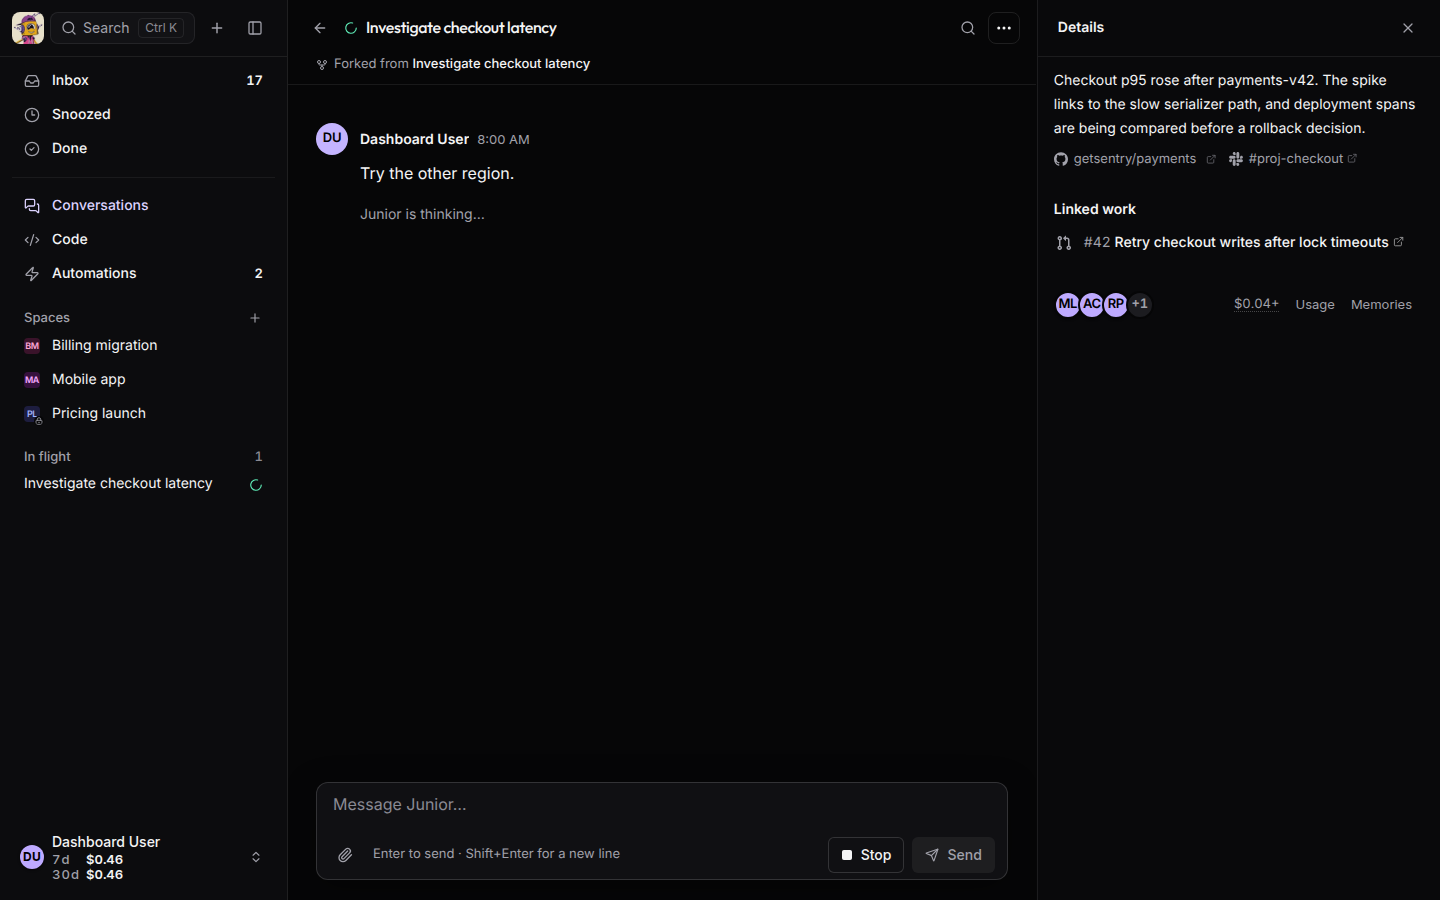 Search Ctrl K
Inbox 17
Snoozed
Done
Conversations
Code
Automations 2
Spaces
BM Billing migration
MA Mobile app
PL Pricing launch
In flight 1
Investigate checkout latency
DU Dashboard User
7d $0.46
30d $0.46
Investigate checkout latency
Forked from Investigate checkout latency
DU Dashboard User 8:00 AM
Try the other region.
Junior is thinking...
Message Junior...
Enter to send · Shift+Enter for a new line
Stop Send
Details
Checkout p95 rose after payments-v42. The spike
links to the slow serializer path, and deployment spans
are being compared before a rollback decision.
getsentry/payments #proj-checkout
Linked work
#42 Retry checkout writes after lock timeouts
ML AC RP +1 $0.04+ Usage Memories